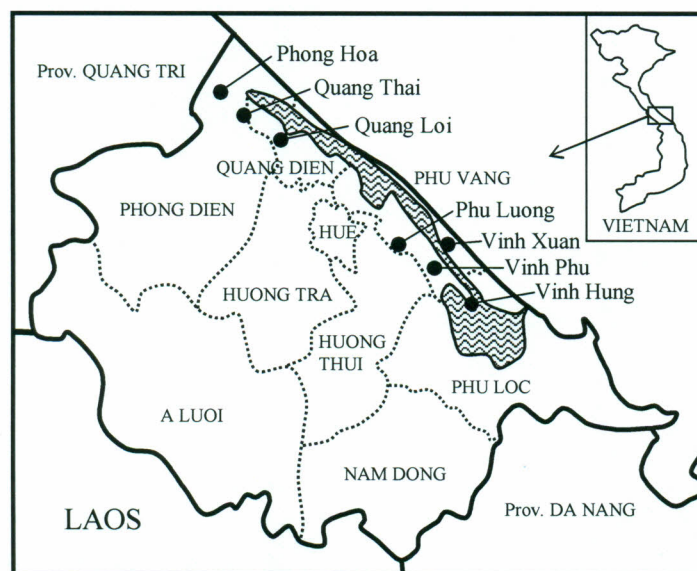 Phong Hoa
Prov. QUANG TRI
Quang Thai
Quang Loi
QUANG DIEN
PHU VANG
PHONG DIEN
Phu Luong
VIETNAM
HUE
Vinh Xuan
Vinh Phu
HUONG TRA
Vinh Hung
HUONG
THUI
PHU LOC
A LUOI
NAM DONG
LAOS
Prov. DA NANG